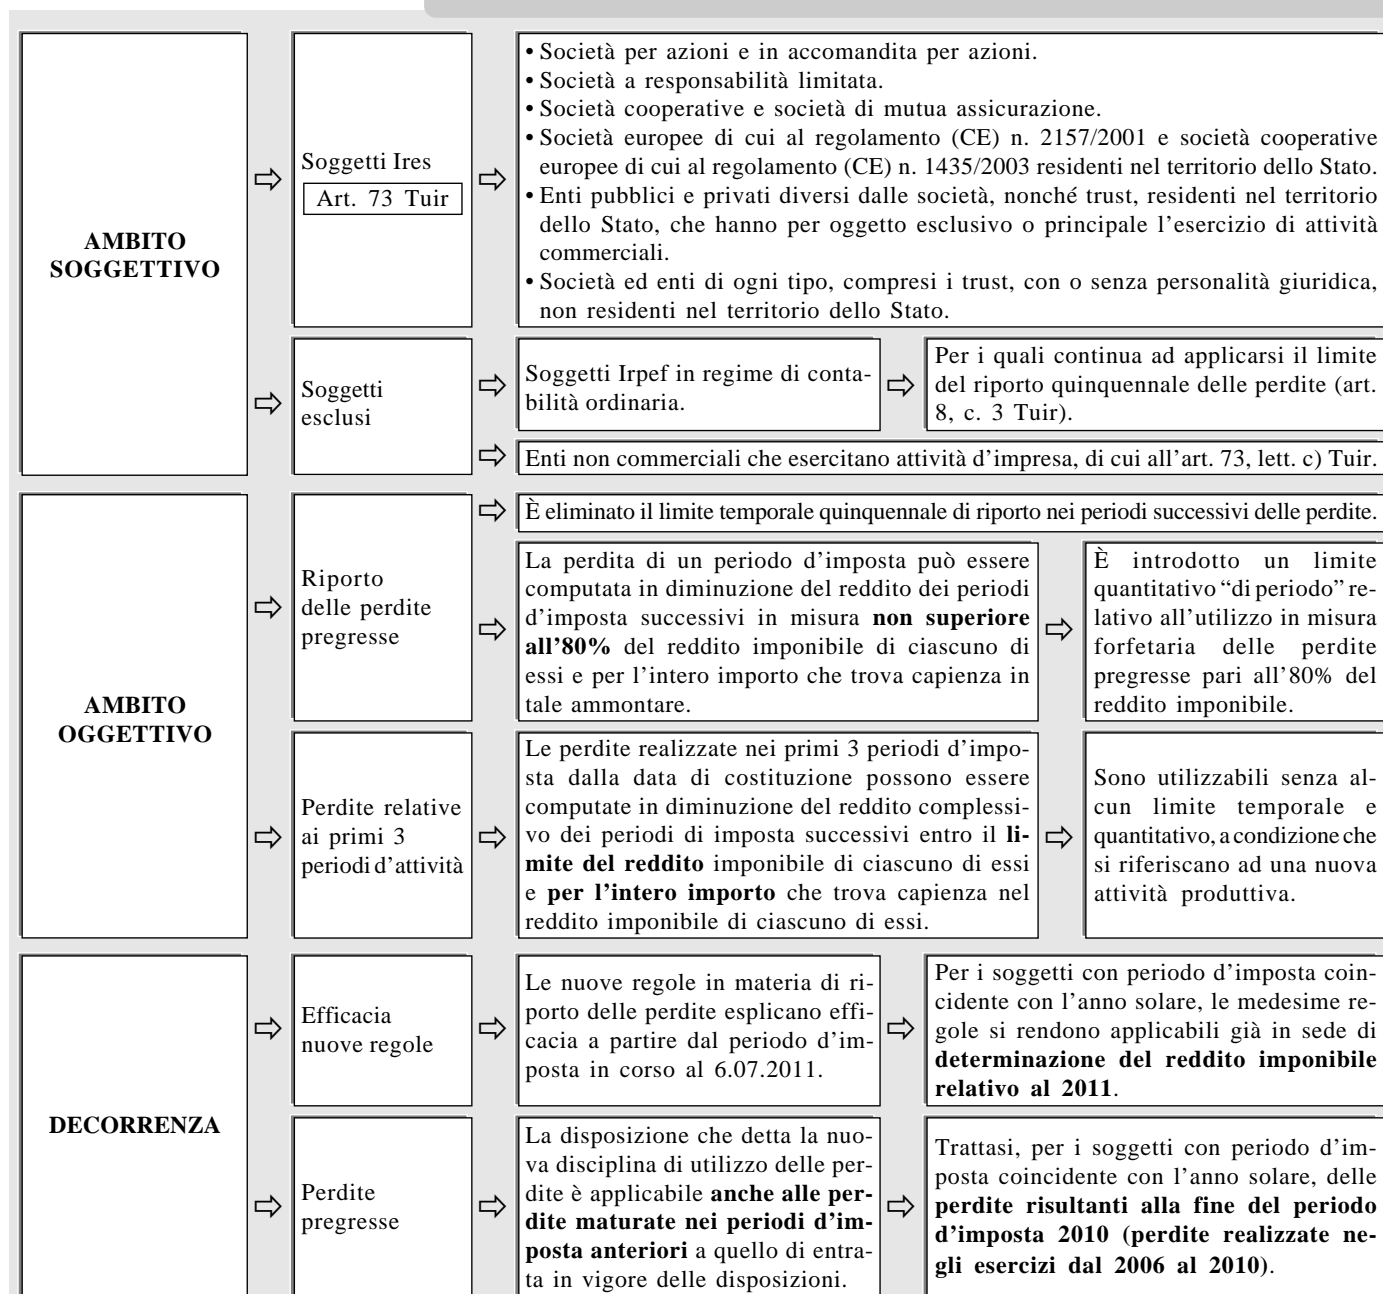 AMBITO
SOGGETTIVO
Soggetti Ires
Art. 73 Tuir
• Società per azioni e in accomandita per azioni.
• Società a responsabilità limitata.
• Società cooperative e società di mutua assicurazione.
• Società europee di cui al regolamento (CE) n. 2157/2001 e società cooperative
europee di cui al regolamento (CE) n. 1435/2003 residenti nel territorio dello Stato.
• Enti pubblici e privati diversi dalle società, nonché trust, residenti nel territorio
dello Stato, che hanno per oggetto esclusivo o principale l'esercizio di attività
commerciali.
• Società ed enti di ogni tipo, compresi i trust, con o senza personalità giuridica,
non residenti nel territorio dello Stato.
Soggetti
esclusi
Soggetti Irpef in regime di conta-
bilità ordinaria.
Per i quali continua ad applicarsi il limite
del riporto quinquennale delle perdite (art.
8, c. 3 Tuir).
Enti non commerciali che esercitano attività d'impresa, di cui all'art. 73, lett. c) Tuir.
AMBITO
OGGETTIVO
Riporto
delle perdite
pregresse
È eliminato il limite temporale quinquennale di riporto nei periodi successivi delle perdite.
La perdita di un periodo d'imposta può essere
computata in diminuzione del reddito dei periodi
d'imposta successivi in misura non superiore
all'80% del reddito imponibile di ciascuno di
essi e per l'intero importo che trova capienza in
tale ammontare.
È introdotto un limite
quantitativo “di periodo” re-
lativo all'utilizzo in misura
forfetaria delle perdite
pregresse pari all'80% del
reddito imponibile.
Perdite relative
ai primi 3
periodi d'attività
Le perdite realizzate nei primi 3 periodi d'impo-
sta dalla data di costituzione possono essere
computate in diminuzione del reddito complessi-
vo dei periodi di imposta successivi entro il li-
mite del reddito imponibile di ciascuno di essi
e per l'intero importo che trova capienza nel
reddito imponibile di ciascuno di essi.
Sono utilizzabili senza al-
cun limite temporale e
quantitativo, a condizione che
si riferiscano ad una nuova
attività produttiva.
DECORRENZA
Efficacia
nuove regole
Le nuove regole in materia di ri-
porto delle perdite esplicano effi-
cacia a partire dal periodo d'im-
posta in corso al 6.07.2011.
Per i soggetti con periodo d'imposta coin-
cidente con l'anno solare, le medesime re-
gole si rendono applicabili già in sede di
determinazione del reddito imponibile
relativo al 2011.
Perdite
pregresse
La disposizione che detta la nuo-
va disciplina di utilizzo delle per-
dite è applicabile anche alle per-
dite maturate nei periodi d'im-
posta anteriori a quello di entra-
ta in vigore delle disposizioni.
Trattasi, per i soggetti con periodo d'im-
posta coincidente con l'anno solare, delle
perdite risultanti alla fine del periodo
d'imposta 2010 (perdite realizzate ne-
gli esercizi dal 2006 al 2010).